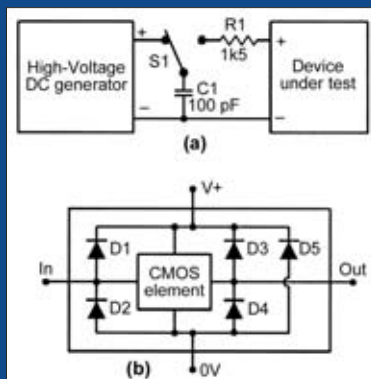 +
R1
+
S1
1k5
High-Voltage
DC generator
Device
under test
C1
100 pF
−
−
(a)
V+
D1
D3
D5
In
CMOS
element
Out
D2
D4
(b)
0V